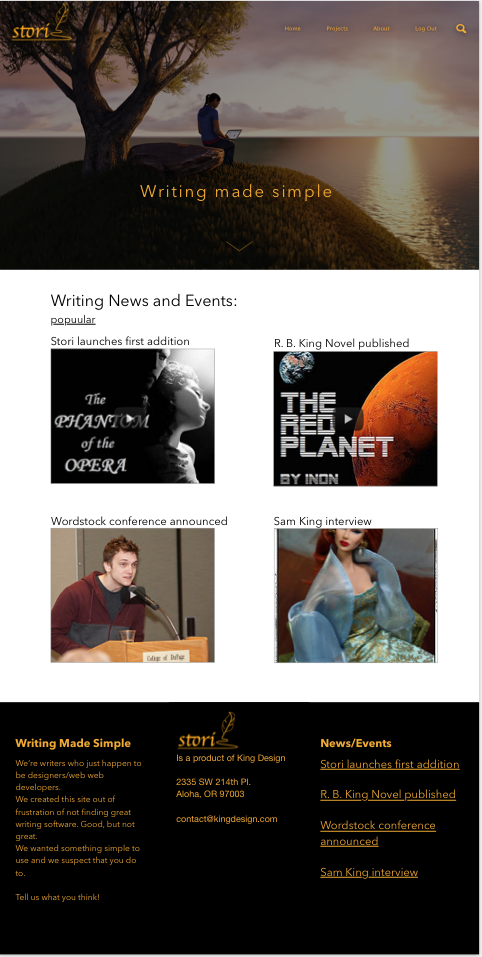 stori
Home Projects About Log Out
Writing made simple
Writing News and Events:
popuular
Stori launches first addition
R. B. King Novel published
The
PHANTOM
of the
OPERA
THE
RED
PLANET
BY INON
Wordstock conference announced
Sam King interview
College of DuPage
Writing Made Simple
We're writers who just happen to
be designers/web web
developers.
We created this site out of
frustration of not finding great
writing software. Good, but not
great.
We wanted something simple to
use and we suspect that you do
to.
Tell us what you think!
stori
Is a product of King Design
2335 SW 214th Pl.
Aloha, OR 97003
contact@kingdesign.com
News/Events
Stori launches first addition
R. B. King Novel published
Wordstock conference
announced
Sam King interview